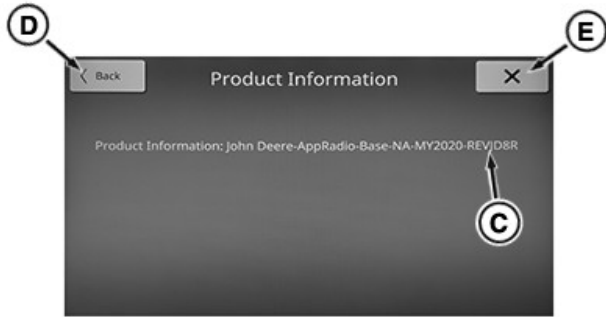 D
E
Back
Product Information
Product Information: John Deere-AppRadio-Base-NA-MY2020-REVJD8R
C